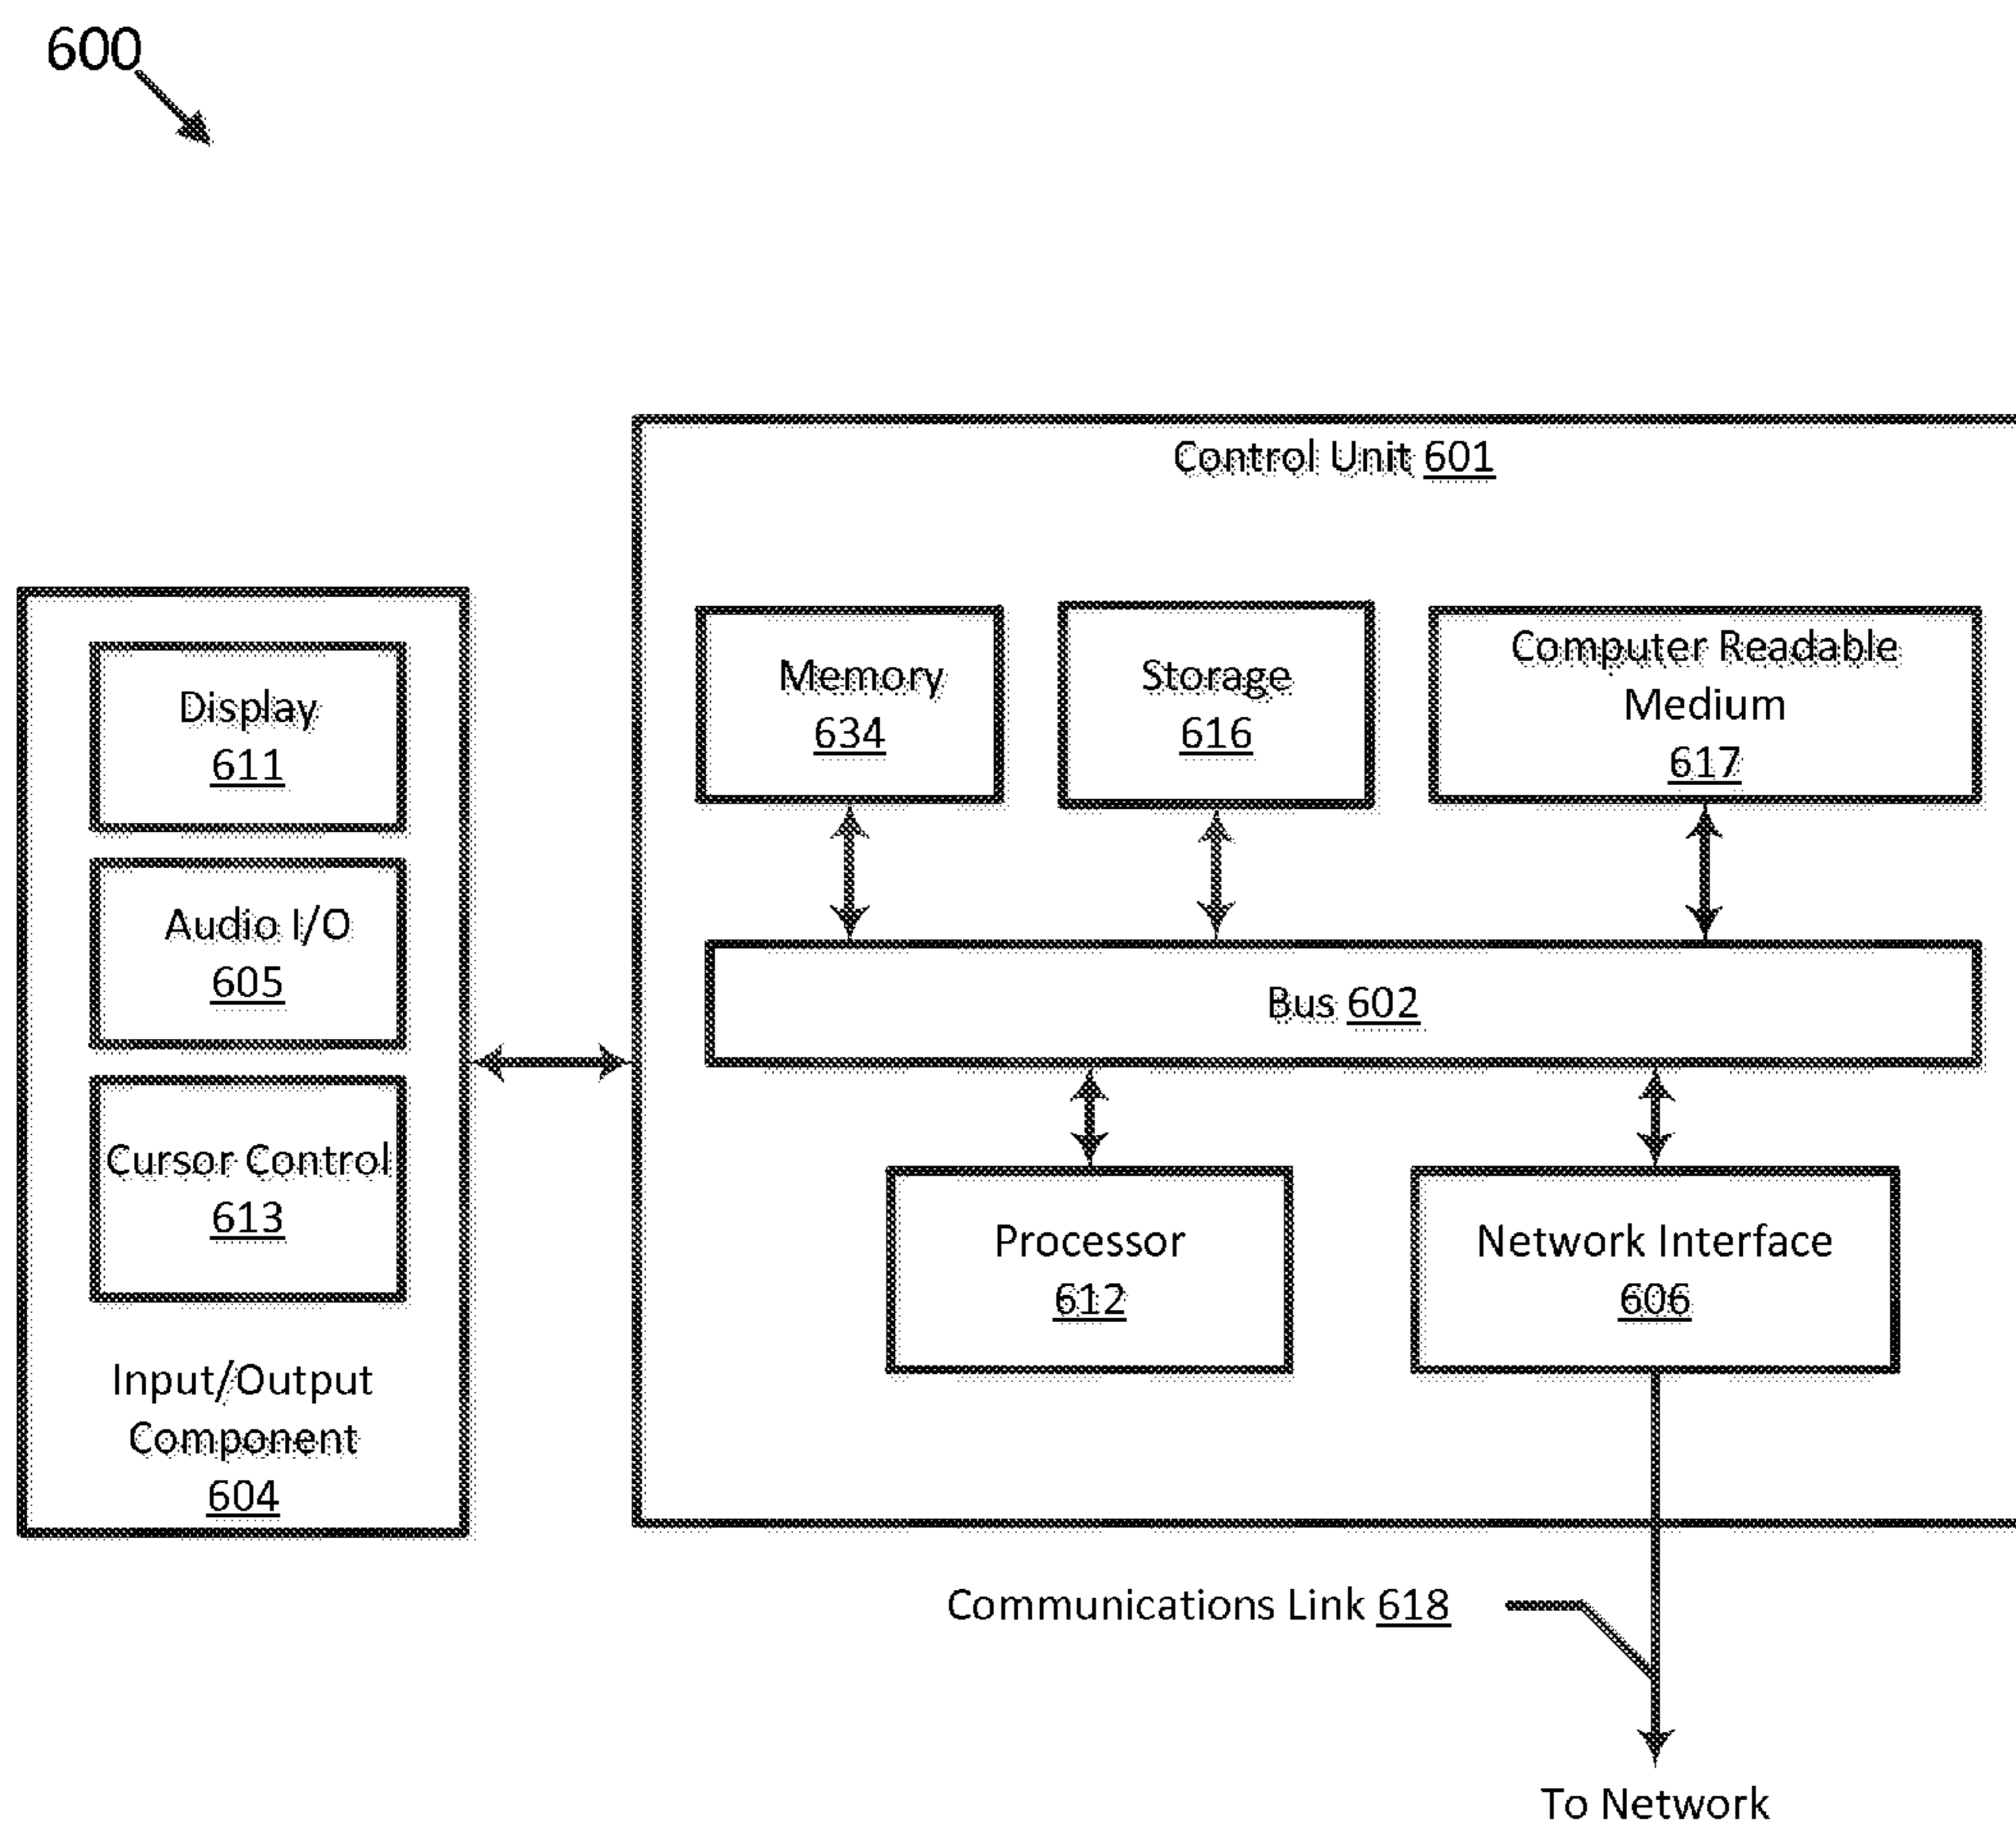 600
Control Unit 601
Memory
634
Storage
616
Computer Readable
Medium
617
Display
611
Audio I/O
605
Cursor Control
613
Input/Output
Component
604
Bus 602
Processor
612
Network Interface
606
Communications Link 618
To Network